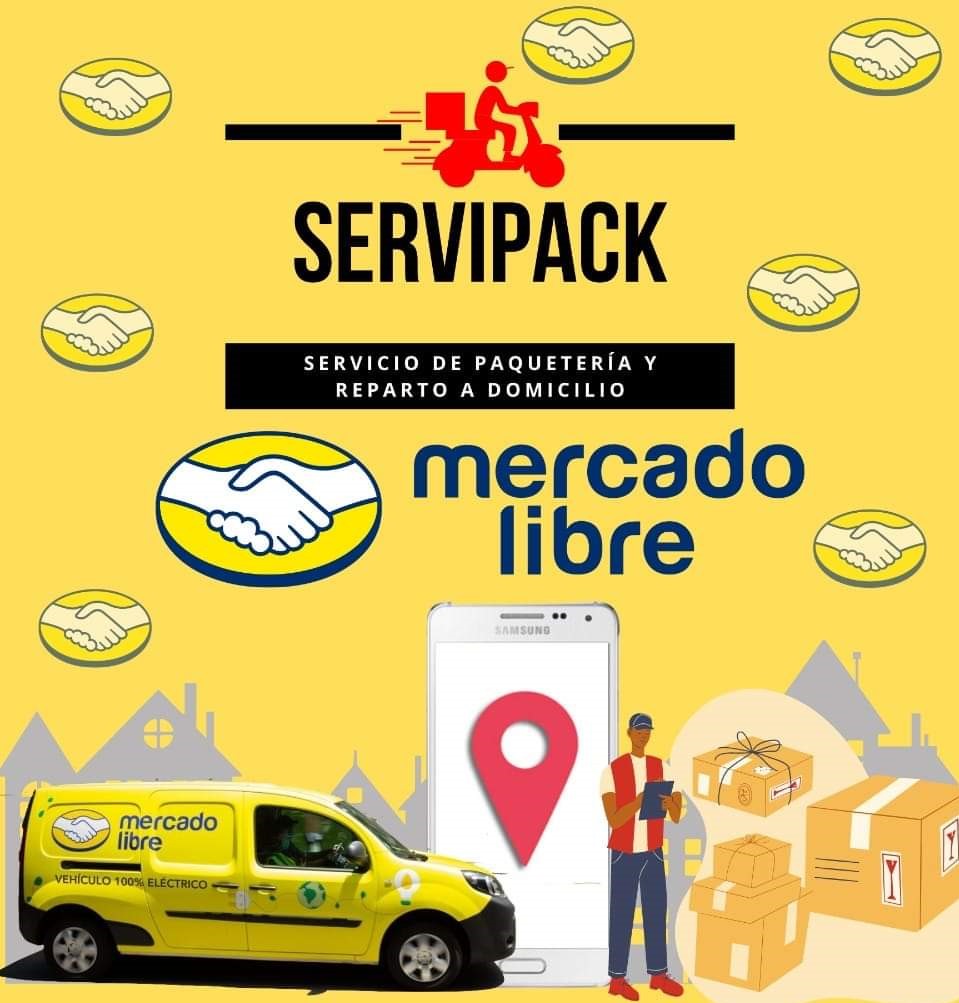 SERVIPACK
SERVICIO DE PAQUETERÍA Y
REPARTO A DOMICILIO
mercado
libre
SAMSUNG
mercado
libre
VEHÍCULO 100% ELÉCTRICO